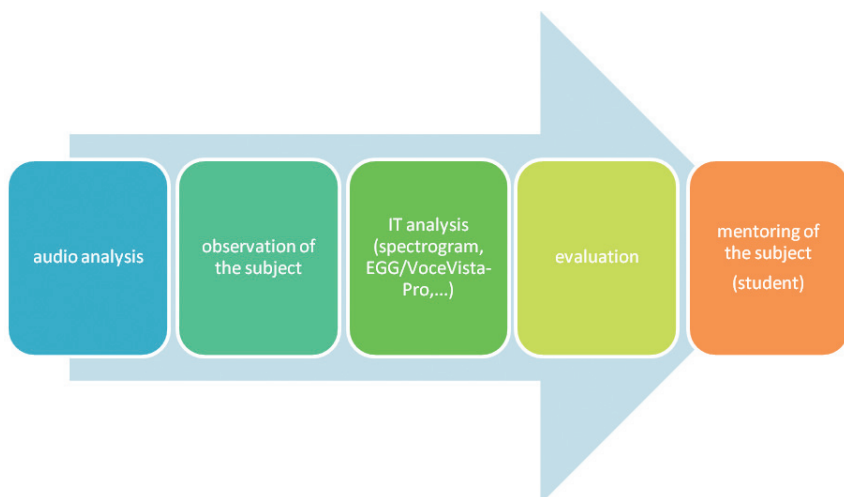 audio analysis
observation of
the subject
IT analysis
(spectrogram,
EGG/VoceVista-
Pro,...)
evaluation
mentoring of
the subject
(student)